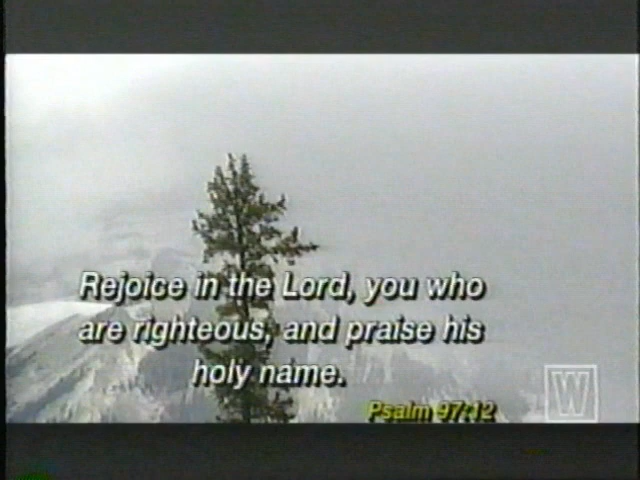 Rejoice in the Lord, you who
are righteous, and praise his
holy name.
Psalm 97:12
W